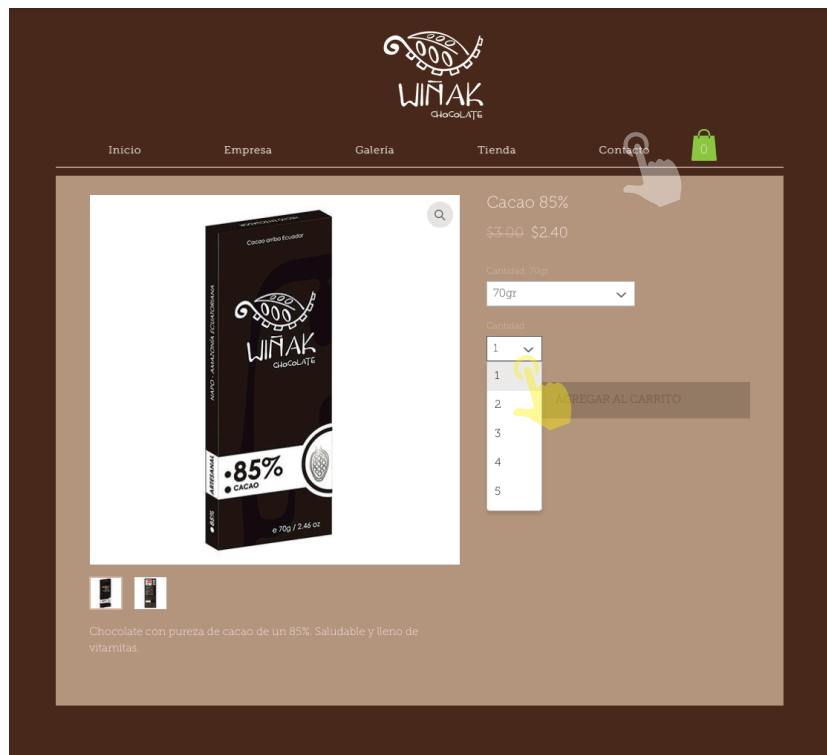 WIÑAK
CHOCOLATE
Inicio
Empresa
Galería
Tienda
Contacto
0
Cacao arriba Ecuador
NAPO - AMAZONÍA ECUATORIANA
WIÑAK
CHOCOLATE
ARTESANAL
85%
CACAO
85%
e 70g / 2.46 oz
Cacao 85%
$3.00 $2.40
Cantidad: 70gr
70gr
Cantidad
1
1
2
3
4
5
AGREGAR AL CARRITO
Chocolate con pureza de cacao de un 85%. Saludable y lleno de
vitamitas.